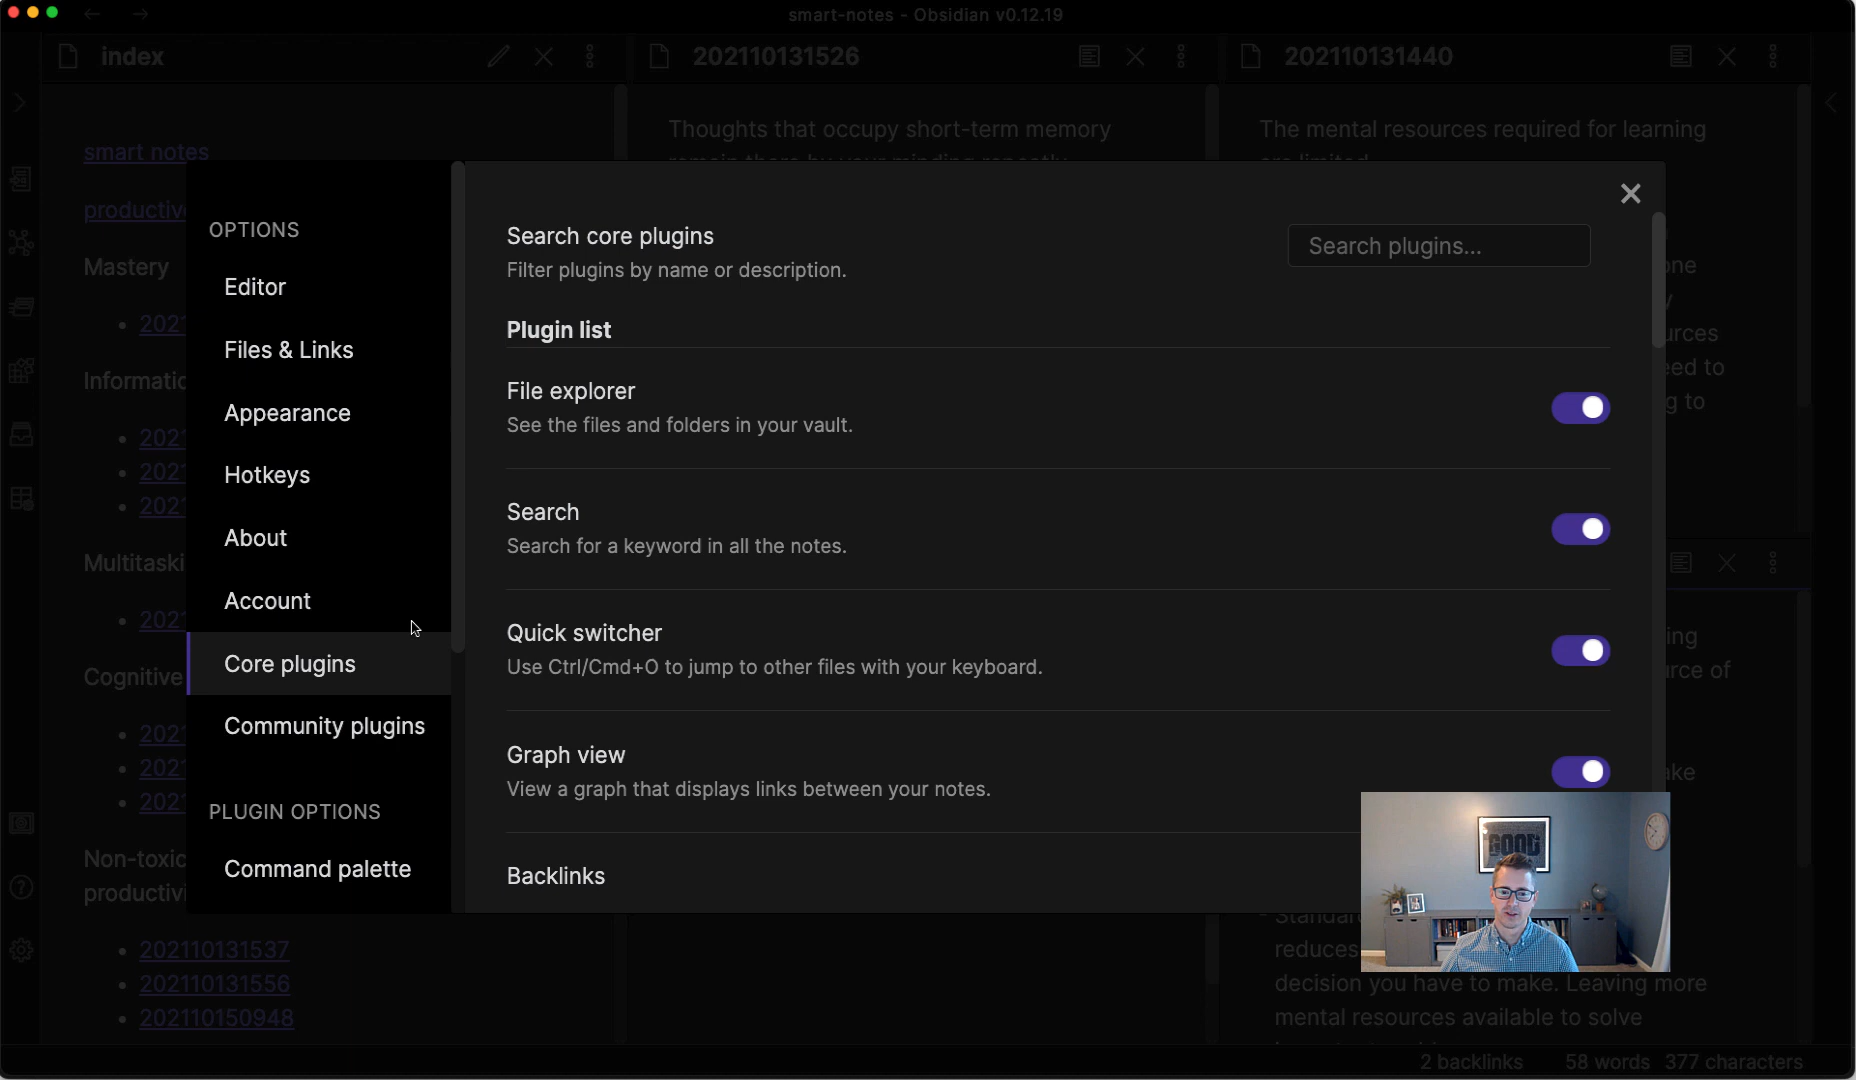 smart-notes - Obsidian v0.12.19
index
202110131526
202110131440
smart notes
Mastery
202110131537
202110131556
202110150948
Thoughts that occupy short-term memory
The mental resources required for learning
OPTIONS
Editor
Files & Links
Appearance
Hotkeys
About
Account
Core plugins
Community plugins
PLUGIN OPTIONS
Command palette
Search core plugins
Filter plugins by name or description.
Search plugins...
Plugin list
File explorer
See the files and folders in your vault.
Search
Search for a keyword in all the notes.
Quick switcher
Use Ctrl/Cmd+O to jump to other files with your keyboard.
Graph view
View a graph that displays links between your notes.
Backlinks
GOOD
reduces
decision you have to make. Leaving more
mental resources available to solve
2 backlinks 58 words 377 characters